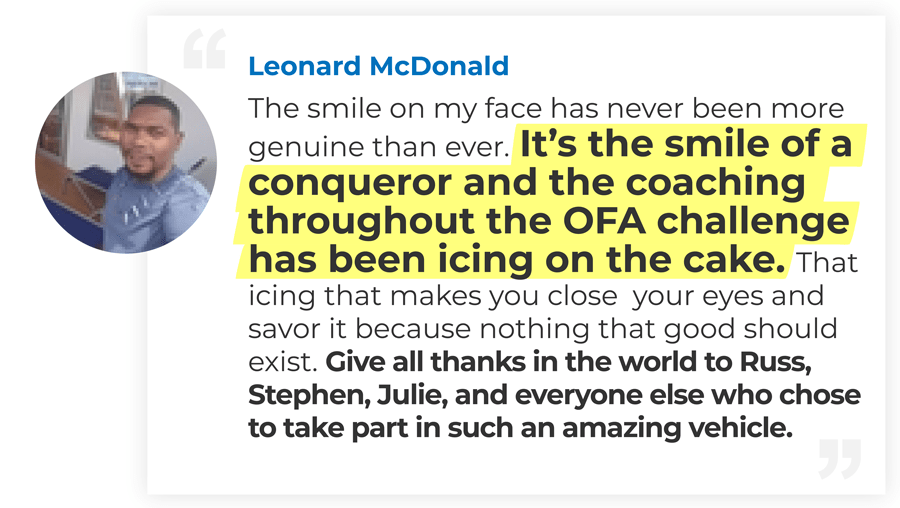 “
Leonard McDonald
The smile on my face has never been more
genuine than ever. It’s the smile of a
conqueror and the coaching
throughout the OFA challenge
has been icing on the cake. That
icing that makes you close  your eyes and
savor it because nothing that good should
exist. Give all thanks in the world to Russ,
Stephen, Julie, and everyone else who chose
to take part in such an amazing vehicle.
”